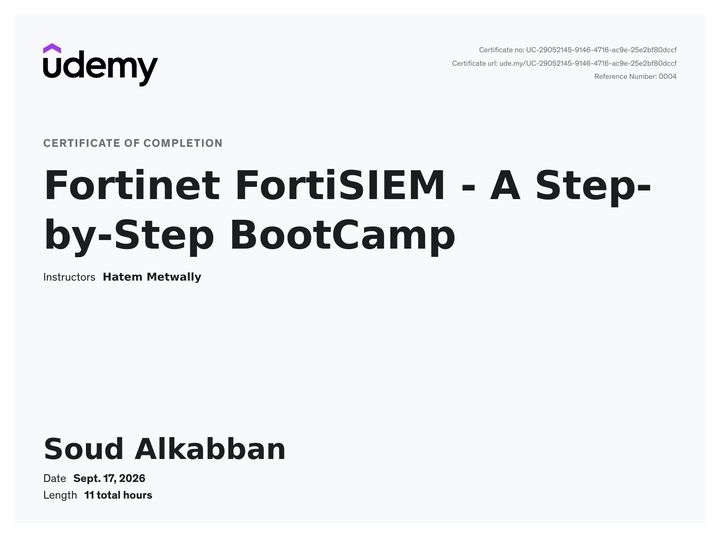 udemy
Certificate no: UC-29052145-9146-4716-ac9e-25e2bf80dccf
Certificate url: ude.my/UC-29052145-9146-4716-ac9e-25e2bf80dccf
Reference Number: 0004
CERTIFICATE OF COMPLETION
Fortinet FortiSIEM - A Step-
by-Step BootCamp
Instructors Hatem Metwally
Soud Alkabban
Date Sept. 17, 2026
Length 11 total hours